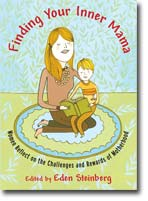 Finding Your Inner Mama
Women Reflect on the Challenges and Rewards of Motherhood
Edited by Eden Steinberg